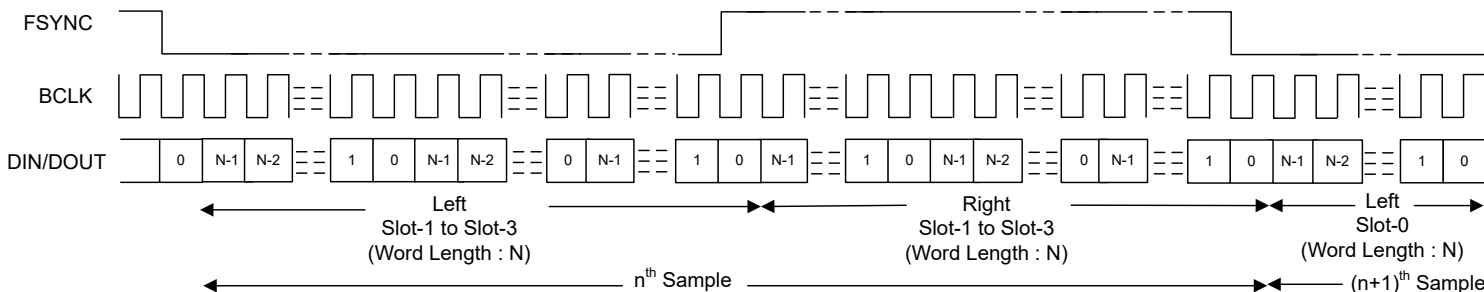 FSYNC
BCLK
DIN/DOUT
0 N-1 N-2 1 0 N-1 N-2 0 N-1 1 0 N-1 1 0 N-1 N-2 0 N-1 1 0 N-1 N-2 1 0
Left
Slot-1 to Slot-3
(Word Length : N)
Right
Slot-1 to Slot-3
(Word Length : N)
Left
Slot-0
(Word Length : N)
nth Sample
(n+1)th Sample